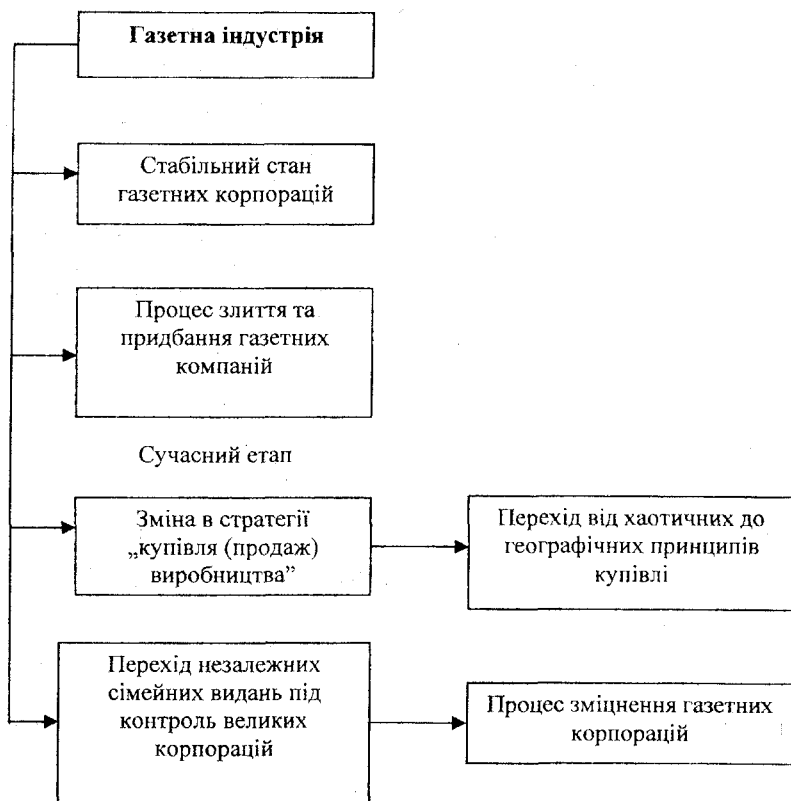 Газетна індустрія
Стабільний стан
газетних корпорацій
Процес злиття та
придбання газетних
компаній
Сучасний етап
Зміна в стратегії
„купівля (продаж)
виробництва”
Перехід від хаотичних до
географічних принципів
купівлі
Перехід незалежних
сімейних видань під
контроль великих
корпорацій
Процес зміцнення газетних
корпорацій